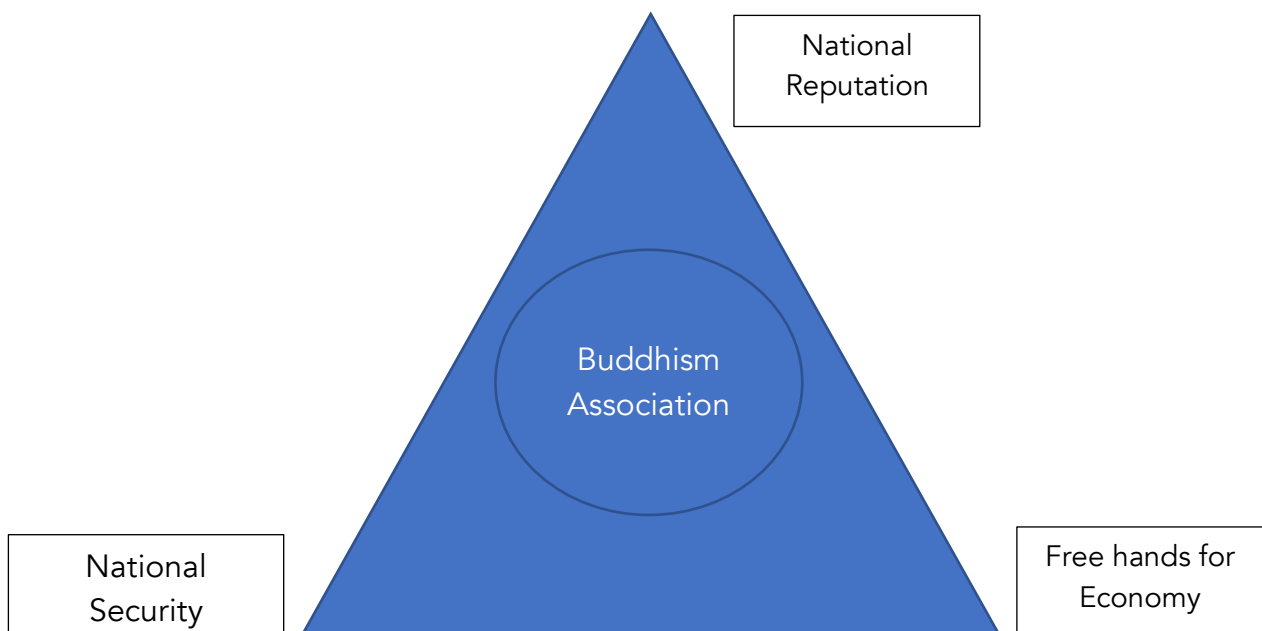 National
Reputation
Buddhism
Association
National
Security
Free hands for
Economy